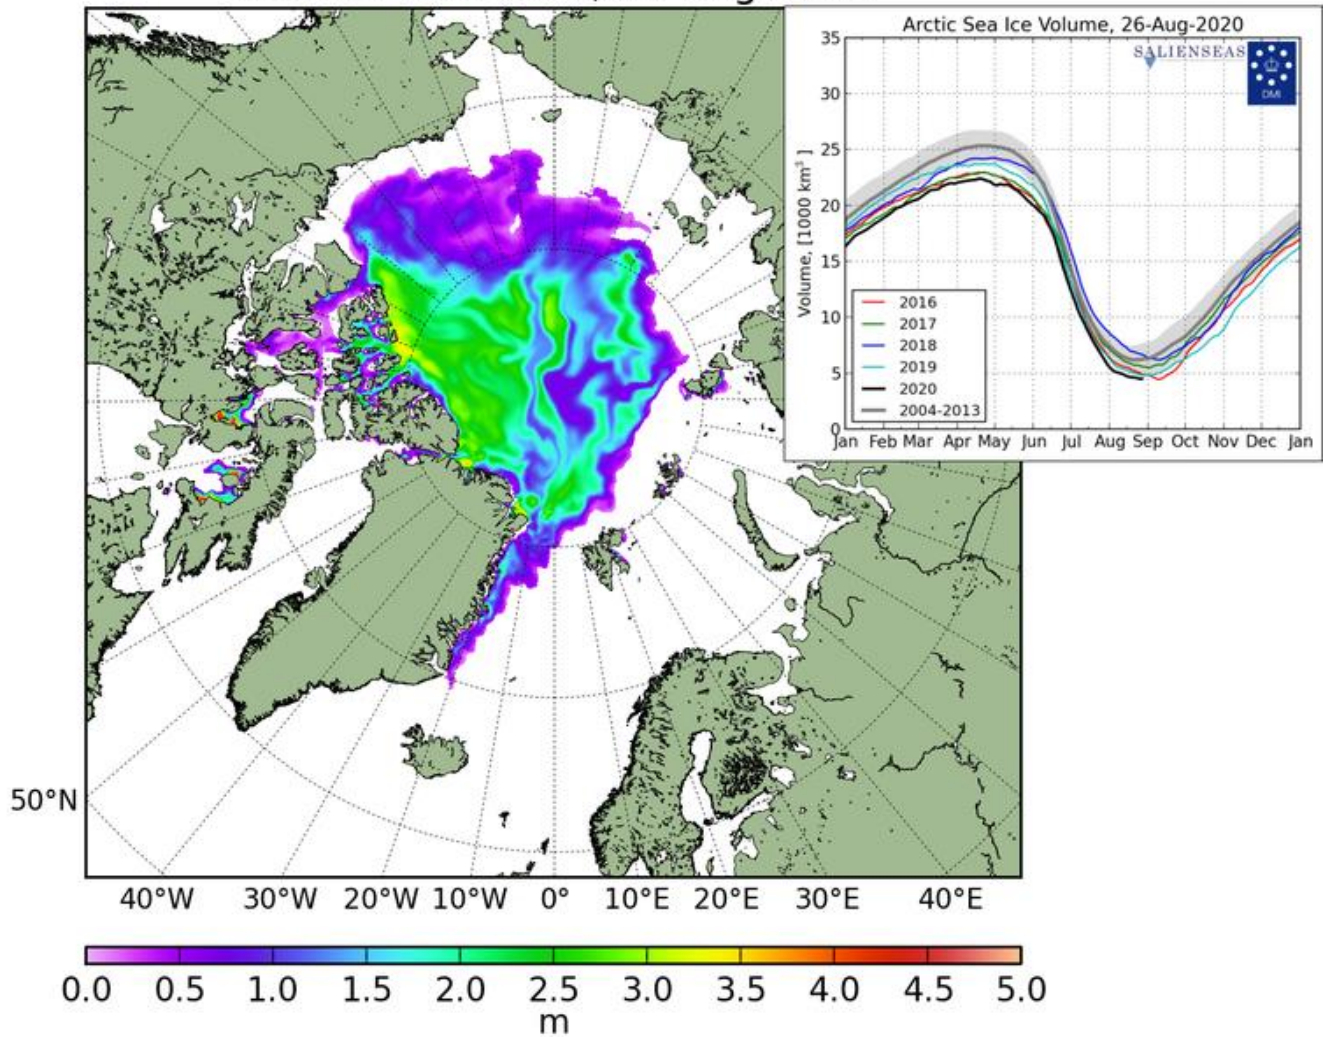 Arctic Sea Ice Volume, 26-Aug-2020
SALIENSEAS
DMI
Volume, [1000 km³ ]
35
30
25
20
15
10
5
0
2016
2017
2018
2019
2020
2004-2013
Jan Feb Mar Apr May Jun Jul Aug Sep Oct Nov Dec Jan
50°N
40°W 30°W 20°W 10°W 0° 10°E 20°E 30°E 40°E
0.0 0.5 1.0 1.5 2.0 2.5 3.0 3.5 4.0 4.5 5.0
m